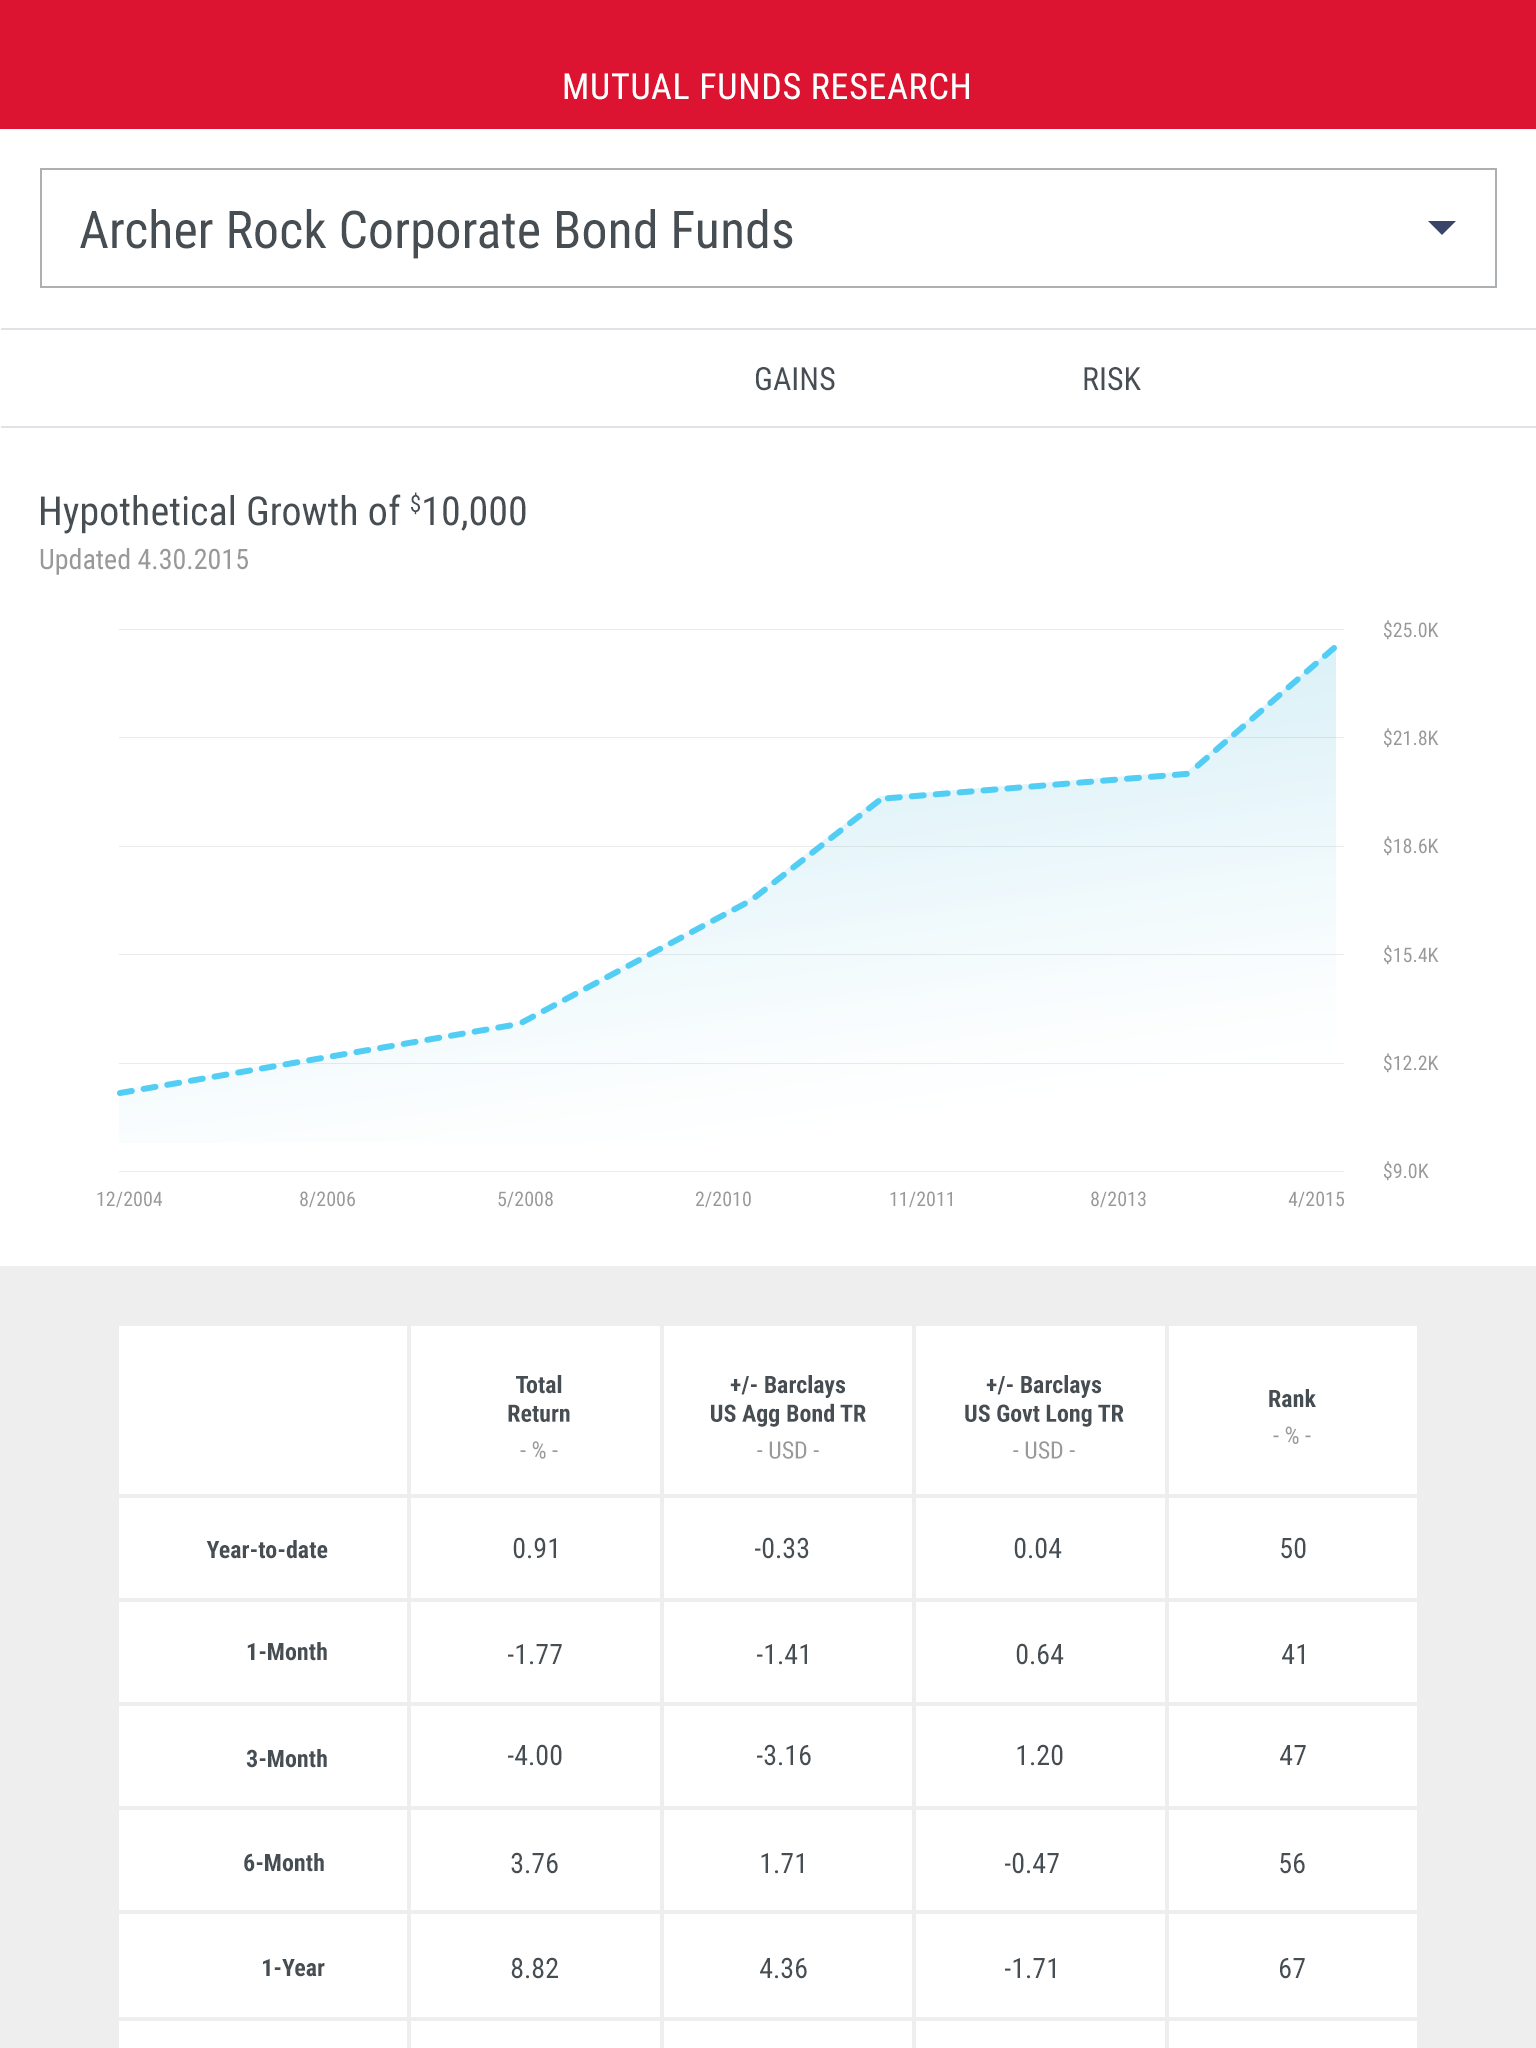 MUTUAL FUNDS RESEARCH
Archer Rock Corporate Bond Funds
GAINS RISK
Hypothetical Growth of $10,000
Updated 4.30.2015
$25.0K
$21.8K
$18.6K
$15.4K
$12.2K
$9.0K
12/2004 8/2006 5/2008 2/2010 11/2011 8/2013 4/2015
Total Return - % -
+/- Barclays US Agg Bond TR - USD -
+/- Barclays US Govt Long TR - USD -
Rank - % -
Year-to-date 0.91 -0.33 0.04 50
1-Month -1.77 -1.41 0.64 41
3-Month -4.00 -3.16 1.20 47
6-Month 3.76 1.71 -0.47 56
1-Year 8.82 4.36 -1.71 67